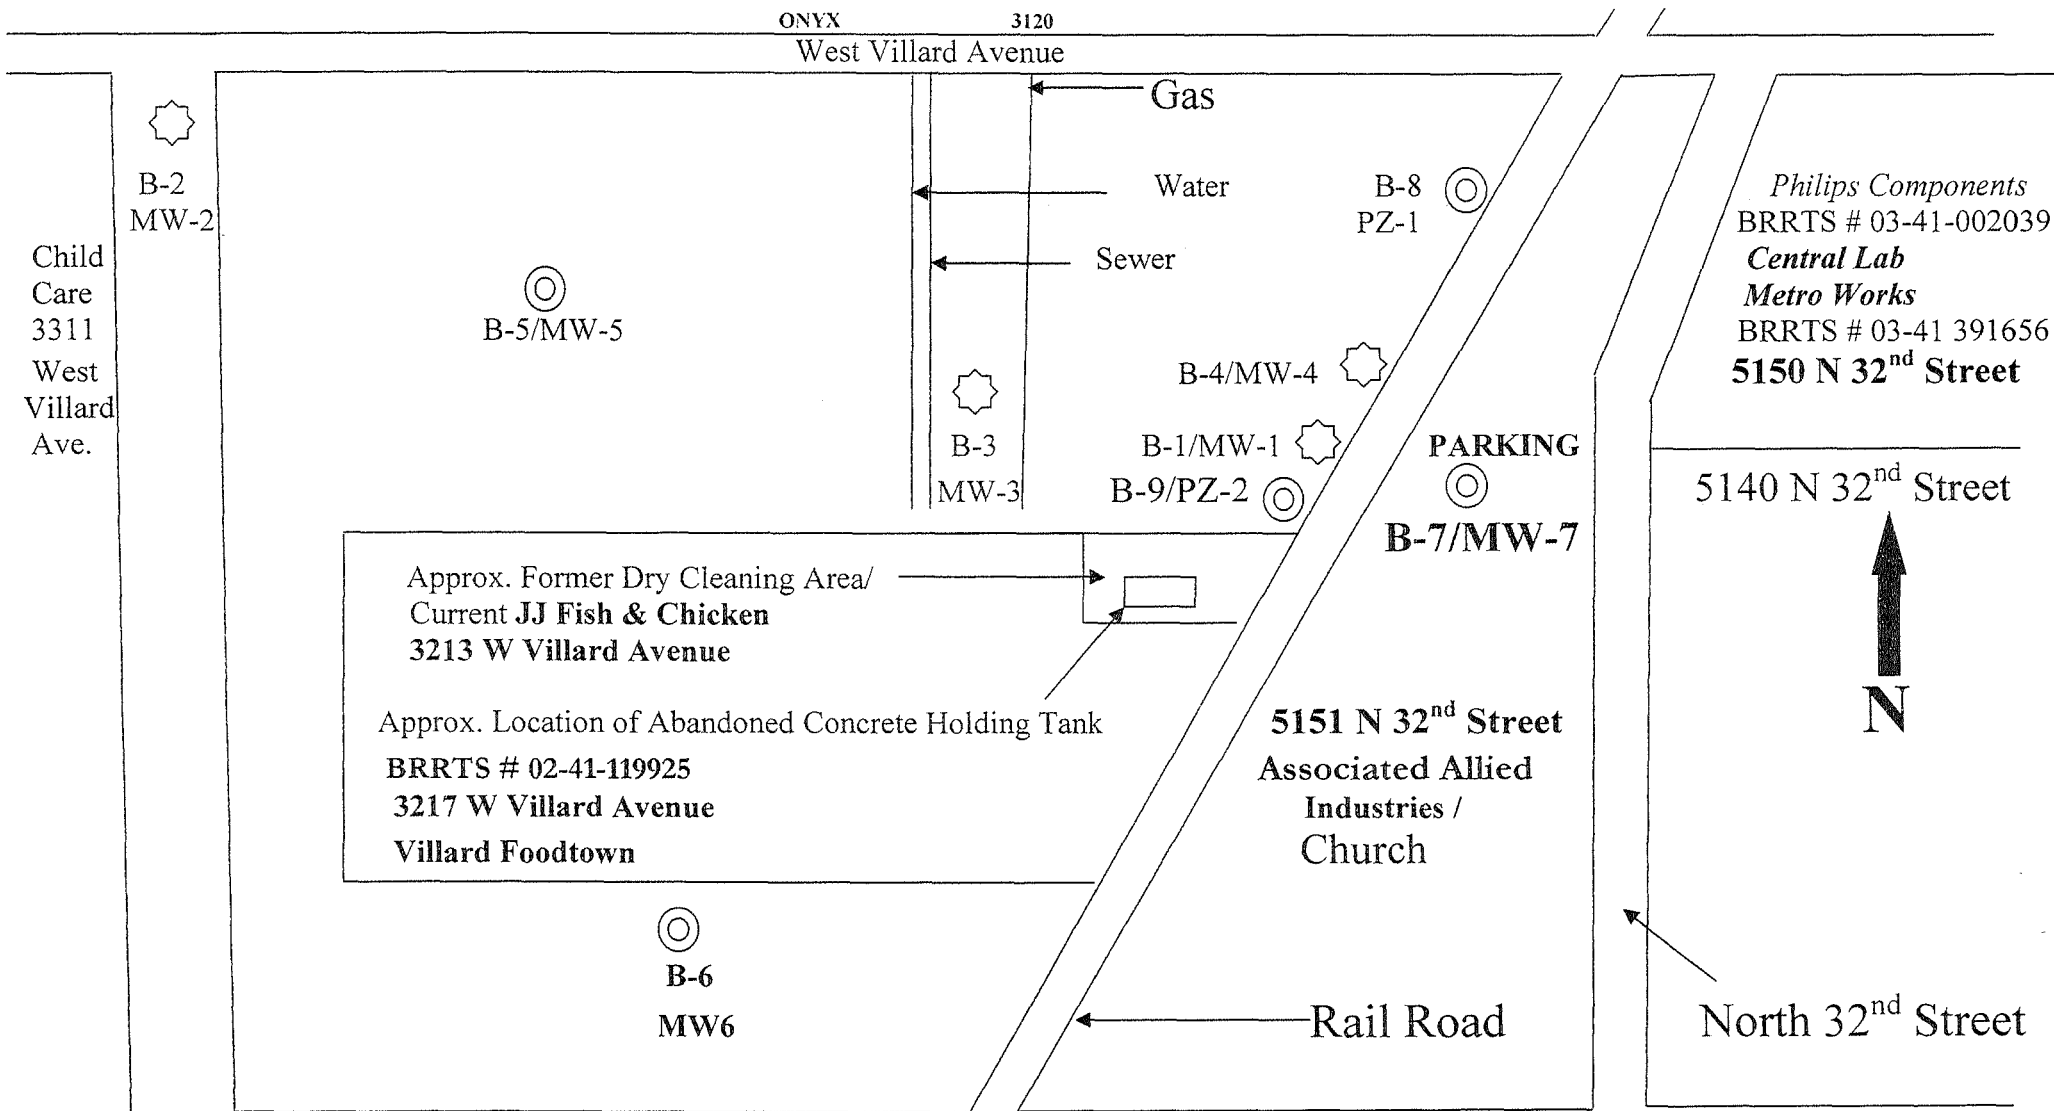 ONYX 3120
West Villard Avenue
Gas
Water
Sewer
B-2
MW-2
Child
Care
3311
West
Villard
Ave.
B-5/MW-5
B-8
PZ-1
Philips Components
BRRTS # 03-41-002039
Central Lab
Metro Works
BRRTS # 03-41 391656
5150 N 32nd Street
B-4/MW-4
B-3
MW-3
B-1/MW-1
B-9/PZ-2
PARKING
B-7/MW-7
5140 N 32nd Street
N
Approx. Former Dry Cleaning Area/
Current JJ Fish & Chicken
3213 W Villard Avenue
Approx. Location of Abandoned Concrete Holding Tank
BRRTS # 02-41-119925
3217 W Villard Avenue
Villard Foodtown
5151 N 32nd Street
Associated Allied
Industries /
Church
B-6
MW6
Rail Road
North 32nd Street